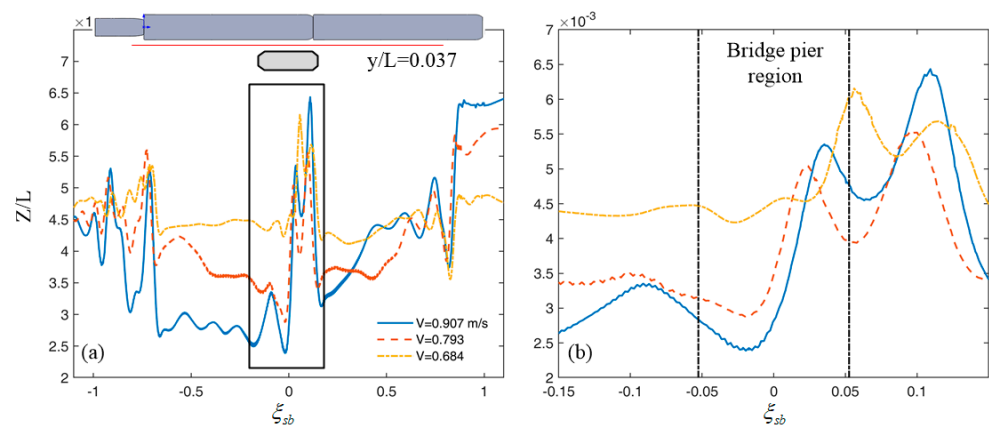 ×1
y/L=0.037
7.5
7
6.5
6
5.5
5
4.5
4
3.5
3
2.5
2
Z/L
(a)
V=0.907 m/s
V=0.793
V=0.684
-1 -0.5 0 0.5 1
ξsb
6 ×10⁻³
7
6.5
6
5.5
5
4.5
4
3.5
3
2.5
2
Bridge pier
region
(b)
-0.15 -0.1 -0.05 0 0.05 0.1
ξsb